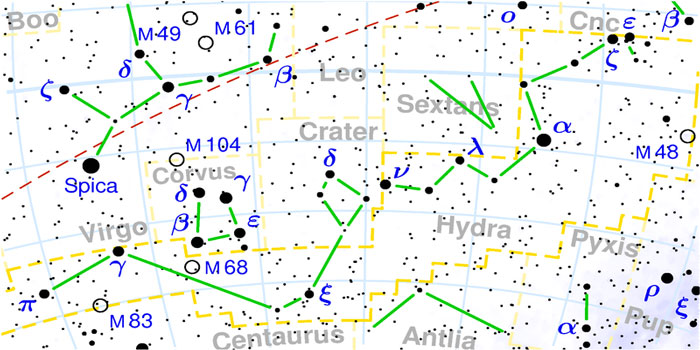 Boo
M 49
M 61
ο
Cnc
ε
β
δ
ζ
ζ
γ
β
Leo
Sextans
Crater
α
M 104
Spica
Corvus
δ
γ
δ
ν
λ
M 48
β
ε
Virgo
Hydra
Pyxis
γ
M 68
π
ξ
ρ
ξ
M 83
Centaurus
Antlia
α
Pup